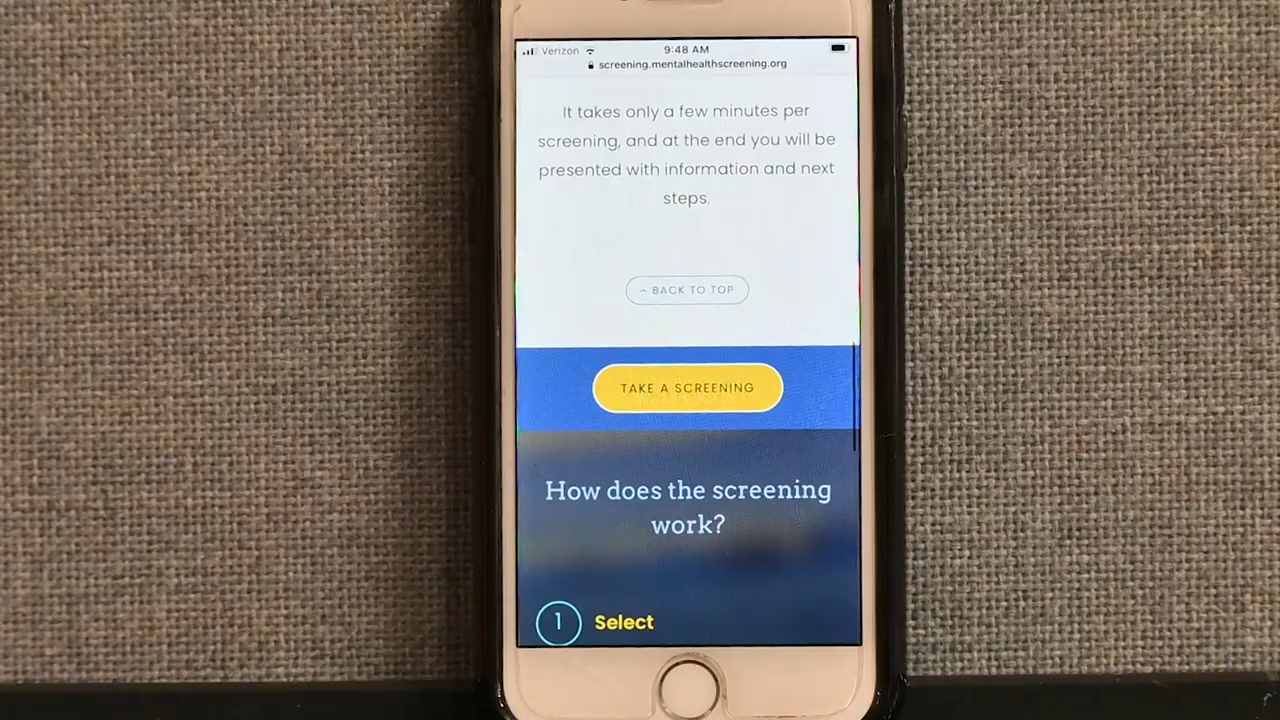 Verizon
9:48 AM
screening.mentalhealthscreening.org
It takes only a few minutes per
screening, and at the end you will be
presented with information and next
steps.
BACK TO TOP
TAKE A SCREENING
How does the screening
work?
1 Select